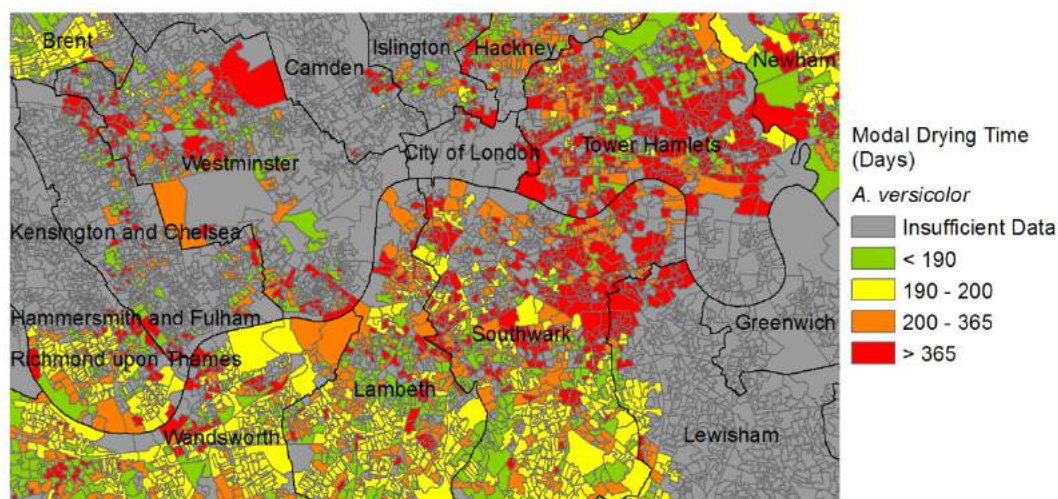 Brent
Camden
Islington
Hackney
Newham
Westminster
City of London
Tower Hamlets
Kensington and Chelsea
Hammersmith and Fulham
Richmond upon Thames
Southwark
Greenwich
Lambeth
Wandsworth
Lewisham
Modal Drying Time
(Days)
A. versicolor
Insufficient Data
< 190
190 - 200
200 - 365
> 365